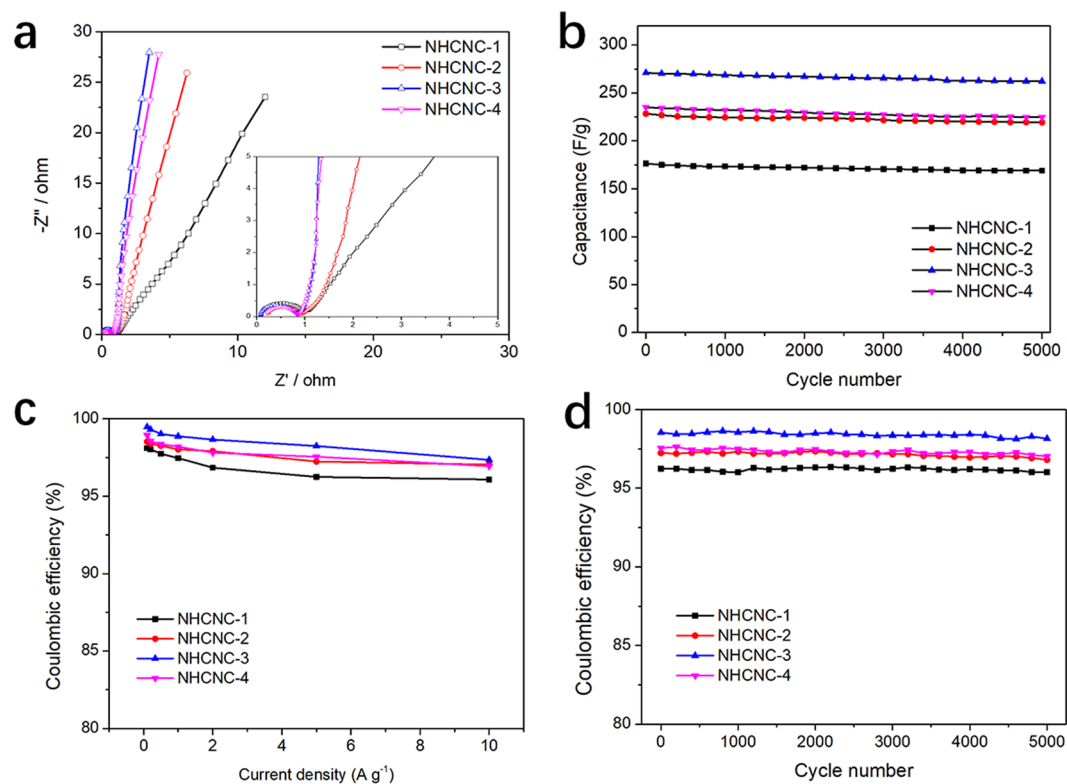 a
30
25
20
15
10
5
0
-Z" / ohm
0
10
20
30
Z' / ohm
NHCNC-1
NHCNC-2
NHCNC-3
NHCNC-4
5
4
3
2
1
0
0 1 2 3 4 5
b
300
250
200
150
100
50
0
Capacitance (F/g)
0 1000 2000 3000 4000 5000
Cycle number
NHCNC-1
NHCNC-2
NHCNC-3
NHCNC-4
c
100
95
90
85
80
Coulombic efficiency (%)
0 2 4 6 8 10
Current density (A g⁻¹)
NHCNC-1
NHCNC-2
NHCNC-3
NHCNC-4
d
100
95
90
85
80
Coulombic efficiency (%)
0 1000 2000 3000 4000 5000
Cycle number
NHCNC-1
NHCNC-2
NHCNC-3
NHCNC-4